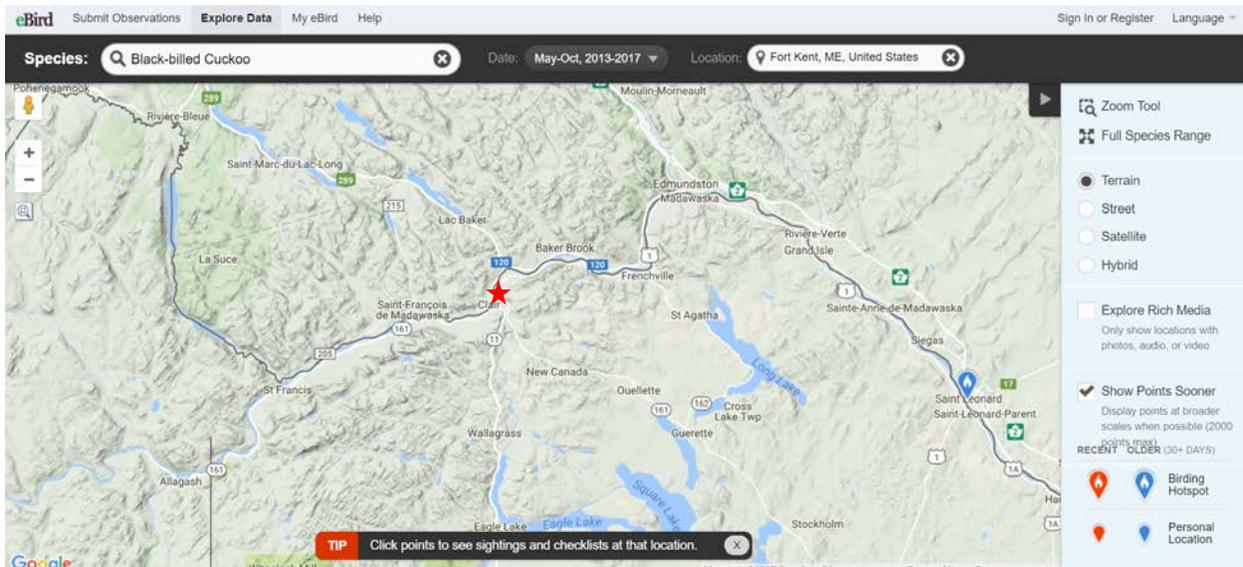 eBird Submit Observations Explore Data My eBird Help Sign In or Register Language
Species: Black-billed Cuckoo Date: May-Oct, 2013-2017 Location: Fort Kent, ME, United States
Pohenegamook
289
Moulin-Morneault
Rivière-Bleue
Saint-Marc-du-Lac-Long
289
215
Edmundston
2
Madawaska
Lac Baker
Rivière-Verte
Grand Isle
Baker Brook
1
La Suce
120
120
Frenchville
2
1
Saint-François
de Madawaska
Clair
Sainte-Anne-de-Madawaska
161
St Agatha
11
Siegas
205
New Canada
Long Lake
17
St Francis
Ouellette
Saint Leonard
161
162
Cross
Lake Twp
Saint-Léonard-Parent
2
Wallagrass
Guerette
1
161
1A
Allagash
Square Lake
Eagle Lake
Eagle Lake
Stockholm
1A
TIP Click points to see sightings and checklists at that location. X
Google
Zoom Tool
Full Species Range
Terrain
Street
Satellite
Hybrid
Explore Rich Media
Only show locations with
photos, audio, or video
Show Points Sooner
Display points at broader
scales when possible (2000
points max)
RECENT OLDER (30+ DAYS)
Birding
Hotspot
Personal
Location